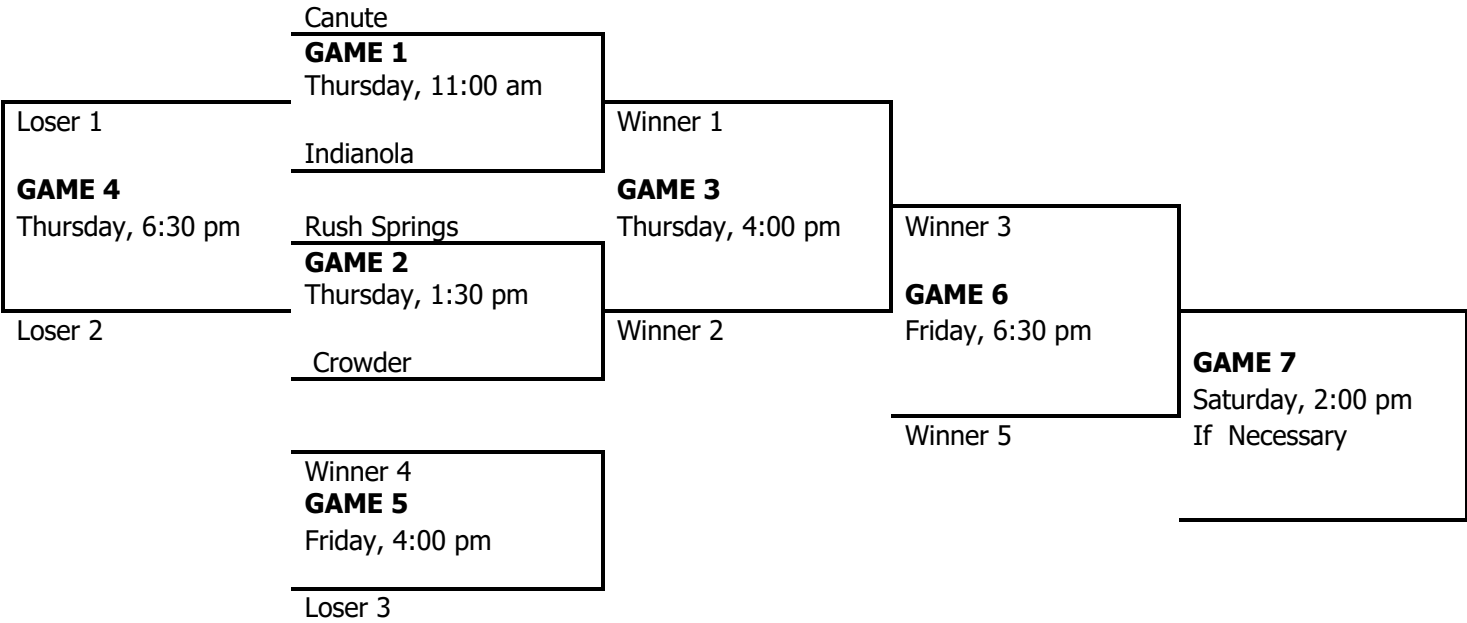 Canute
GAME 1
Thursday, 11:00 am
Loser 1
Winner 1
Indianola
GAME 4
GAME 3
Thursday, 6:30 pm
Rush Springs
Thursday, 4:00 pm
Winner 3
GAME 2
Thursday, 1:30 pm
GAME 6
Loser 2
Winner 2
Friday, 6:30 pm
Crowder
GAME 7
Saturday, 2:00 pm
Winner 5
If Necessary
Winner 4
GAME 5
Friday, 4:00 pm
Loser 3